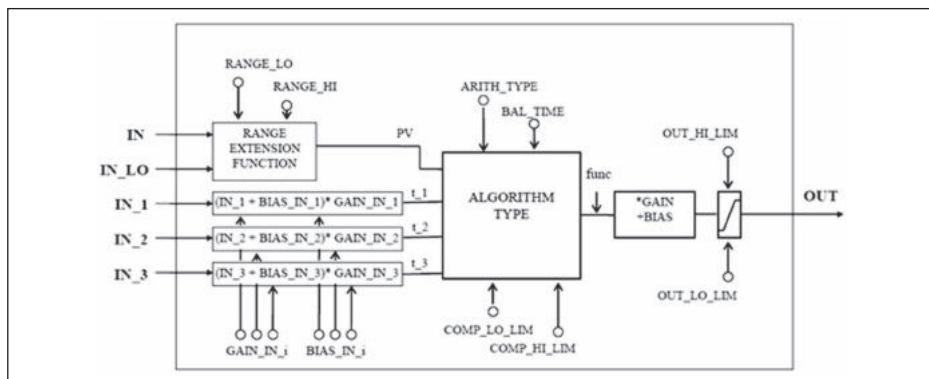 RANGE_LO
RANGE_HI
ARITH_TYPE
BAL_TIME
IN
RANGE
EXTENSION
FUNCTION
PV
OUT_HI_LIM
IN_LO
func
IN_1
(IN_1 + BIAS_IN_1)* GAIN_IN_1
t_1
ALGORITHM
TYPE
*GAIN
+BIAS
OUT
IN_2
(IN_2 + BIAS_IN_2)* GAIN_IN_2
t_2
IN_3
(IN_3 + BIAS_IN_3)* GAIN_IN_3
t_3
OUT_LO_LIM
COMP_LO_LIM
COMP_HI_LIM
GAIN_IN_i
BIAS_IN_i